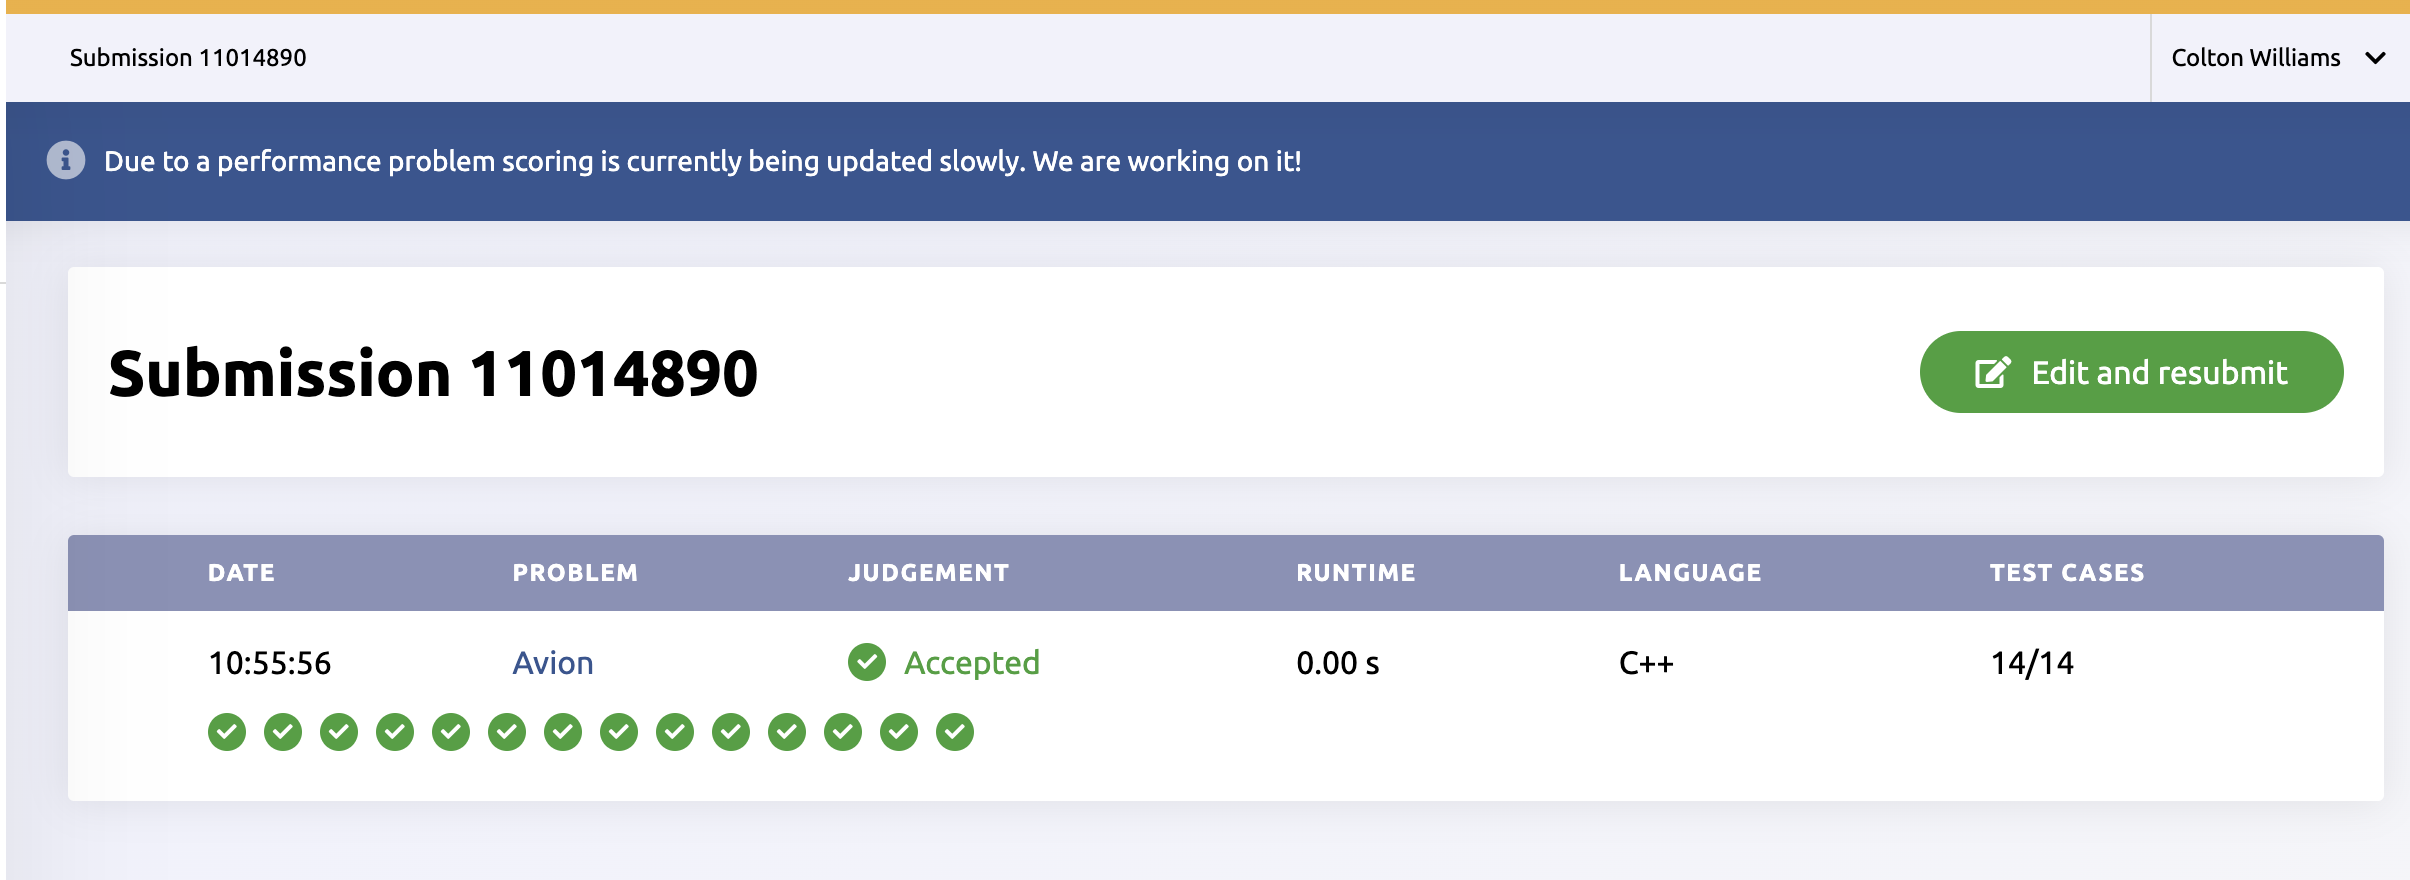 Submission 11014890
Colton Williams
Due to a performance problem scoring is currently being updated slowly. We are working on it!
Submission 11014890
Edit and resubmit
DATE PROBLEM JUDGEMENT RUNTIME LANGUAGE TEST CASES
10:55:56 Avion Accepted 0.00 s C++ 14/14